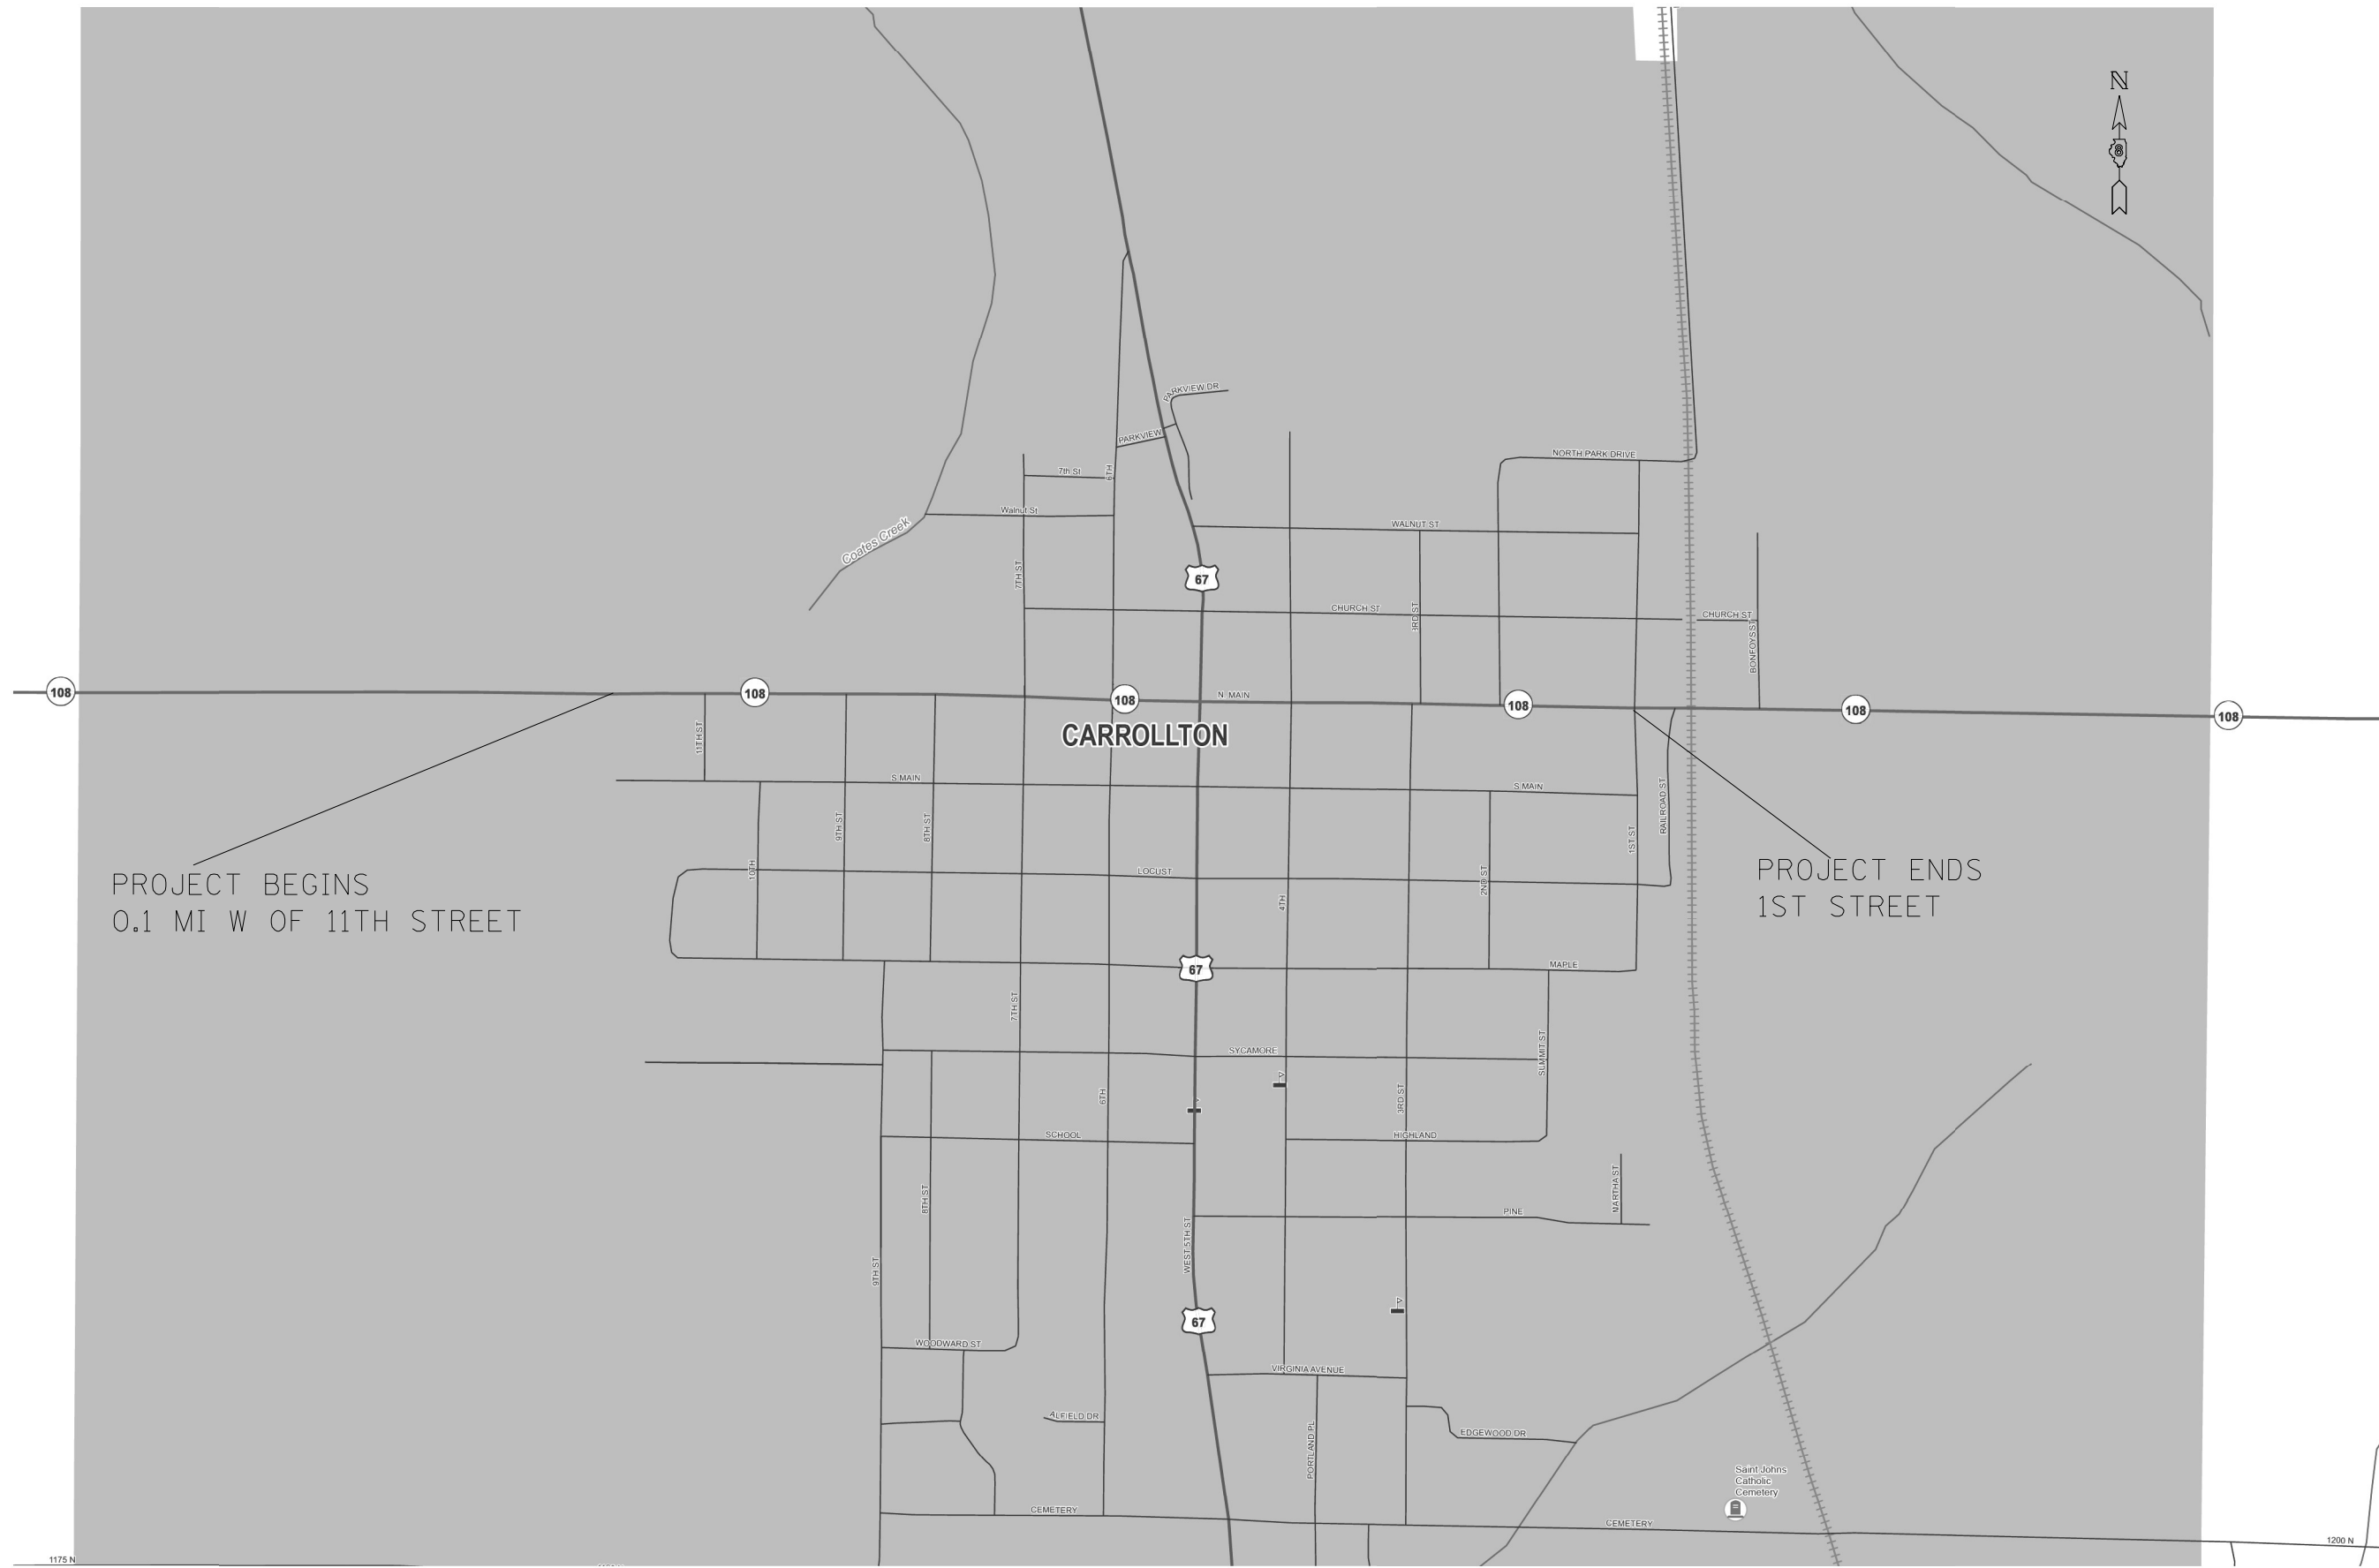 N
8
PARKVIEW DR
PARKVIEW
NORTH PARK DRIVE
7th St
6TH
Walnut St
WALNUT ST
Coates Creek
7TH ST
67
CHURCH ST
3RD ST
CHURCH ST
BONFOYS ST
108
108
108
N. MAIN
108
108
108
CARROLLTON
11TH ST
S MAIN
S MAIN
RAILROAD ST
9TH ST
8TH ST
1ST ST
10TH
LOCUST
2ND ST
4TH
PROJECT BEGINS
0.1 MI W OF 11TH STREET
PROJECT ENDS
1ST STREET
67
MAPLE
7TH ST
SYCAMORE
SUMMIT ST
6TH
3RD ST
SCHOOL
HIGHLAND
8TH ST
MARTHA ST
PINE
WEST 5TH ST
9TH ST
67
WOODWARD ST
VIRGINIA AVENUE
ALFIELD DR
PORTLAND PL
EDGEWOOD DR
Saint Johns
Catholic
Cemetery
CEMETERY
CEMETERY
1175 N
1200 N